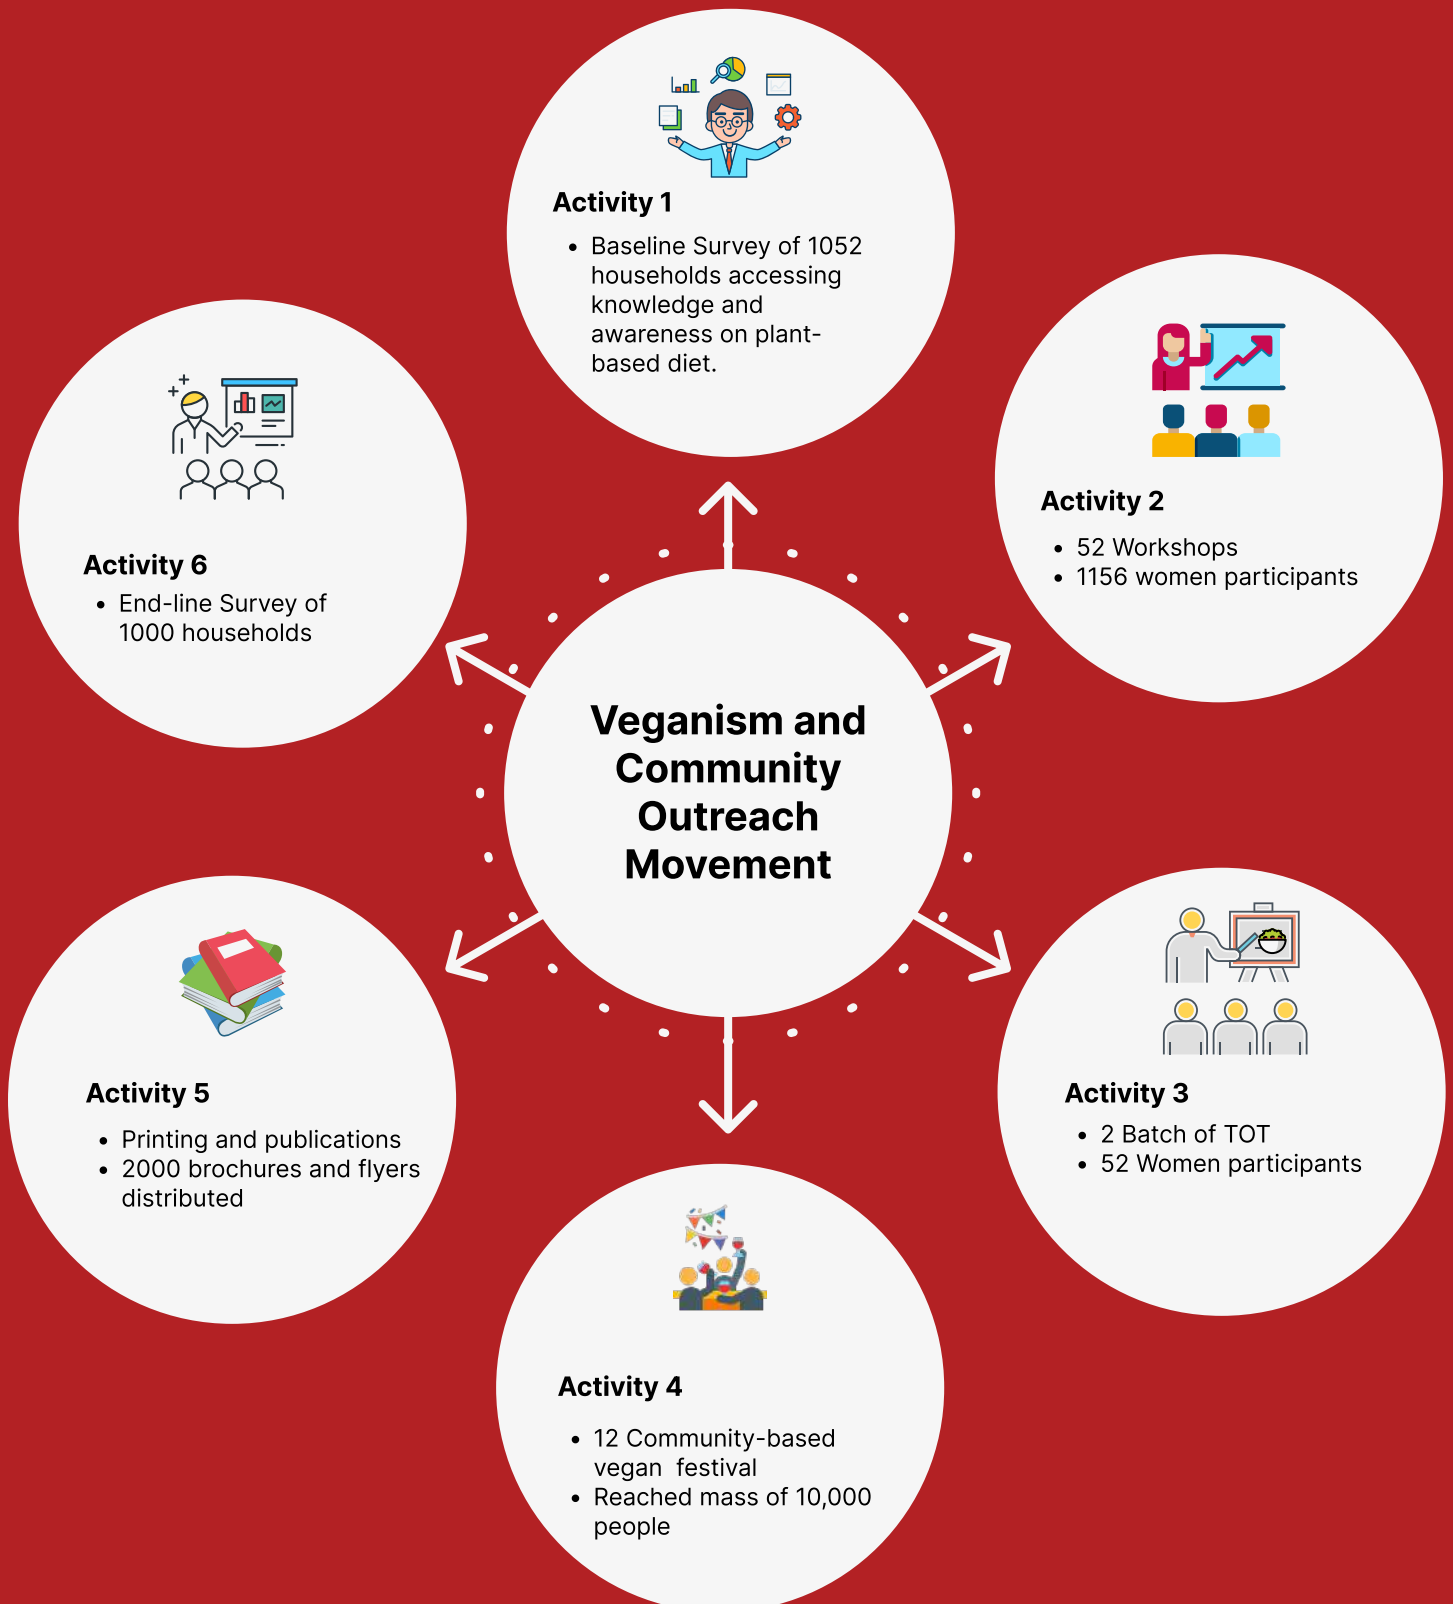 Activity 1
• Baseline Survey of 1052
households accessing
knowledge and
awareness on plant-
based diet.
Activity 2
• 52 Workshops
• 1156 women participants
Activity 6
• End-line Survey of
1000 households
Veganism and
Community
Outreach
Movement
Activity 5
• Printing and publications
• 2000 brochures and flyers
distributed
Activity 3
• 2 Batch of TOT
• 52 Women participants
Activity 4
• 12 Community-based
vegan  festival
• Reached mass of 10,000
people